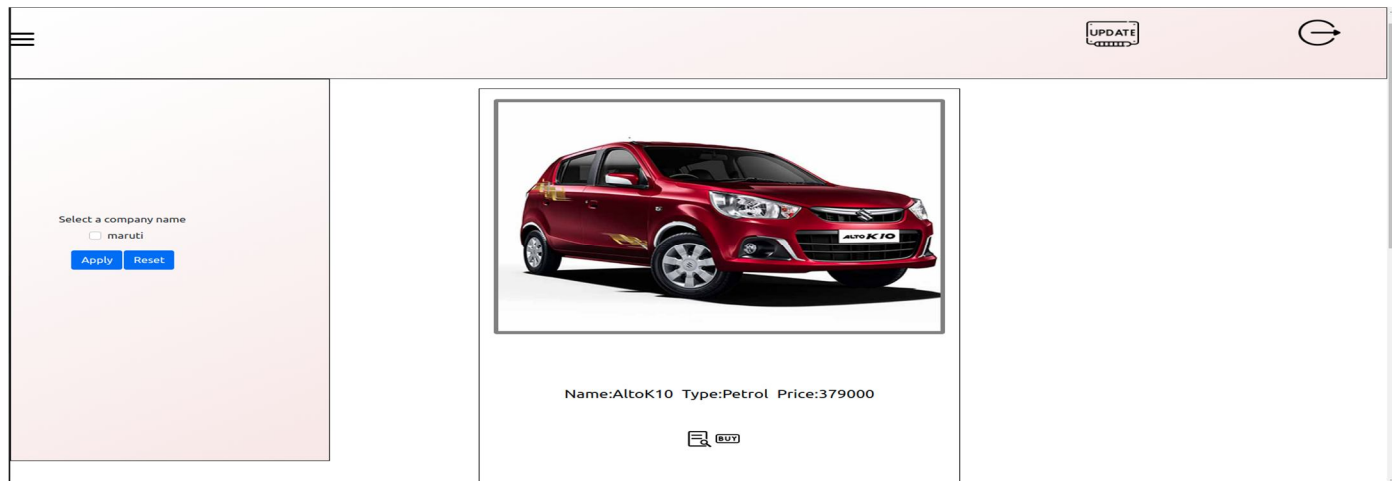 UPDATE
Select a company name
maruti
Apply Reset
ALTO K10
Name:AltoK10 Type:Petrol Price:379000
BUY